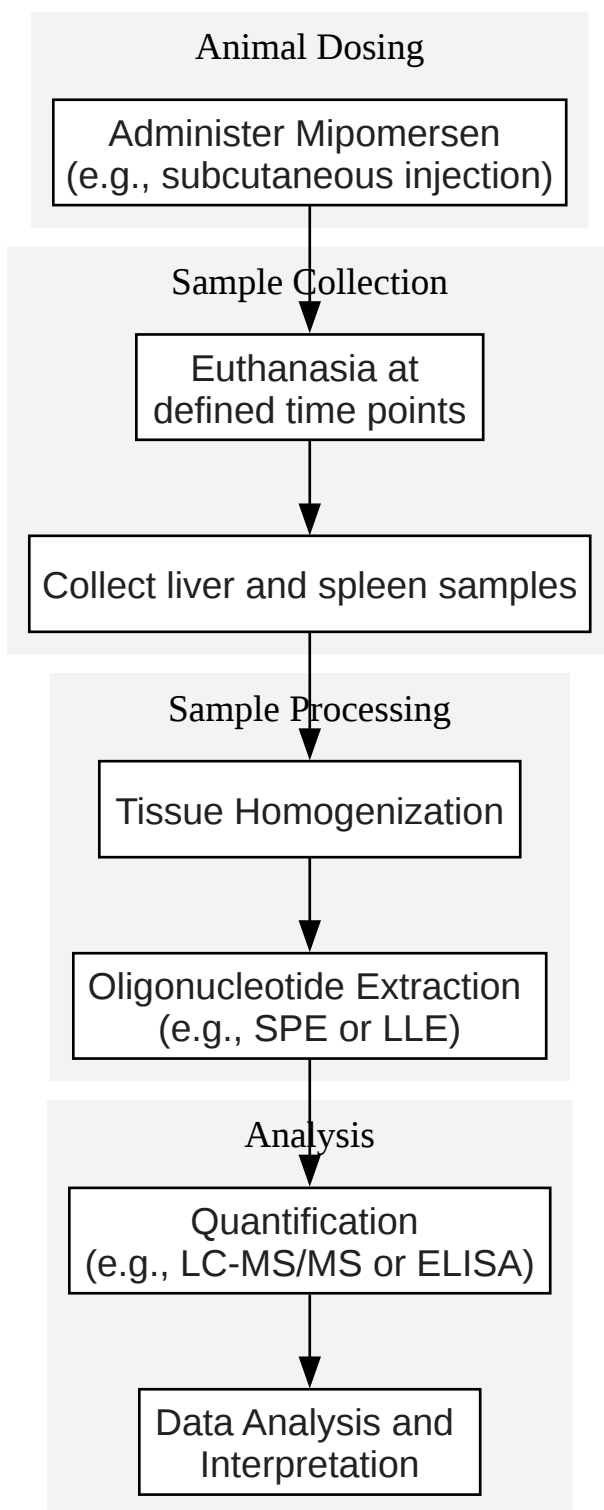 Animal Dosing
Administer Mipomersen
(e.g., subcutaneous injection)
Sample Collection
Euthanasia at
defined time points
Collect liver and spleen samples
Sample Processing
Tissue Homogenization
Oligonucleotide Extraction
(e.g., SPE or LLE)
Analysis
Quantification
(e.g., LC-MS/MS or ELISA)
Data Analysis and
Interpretation